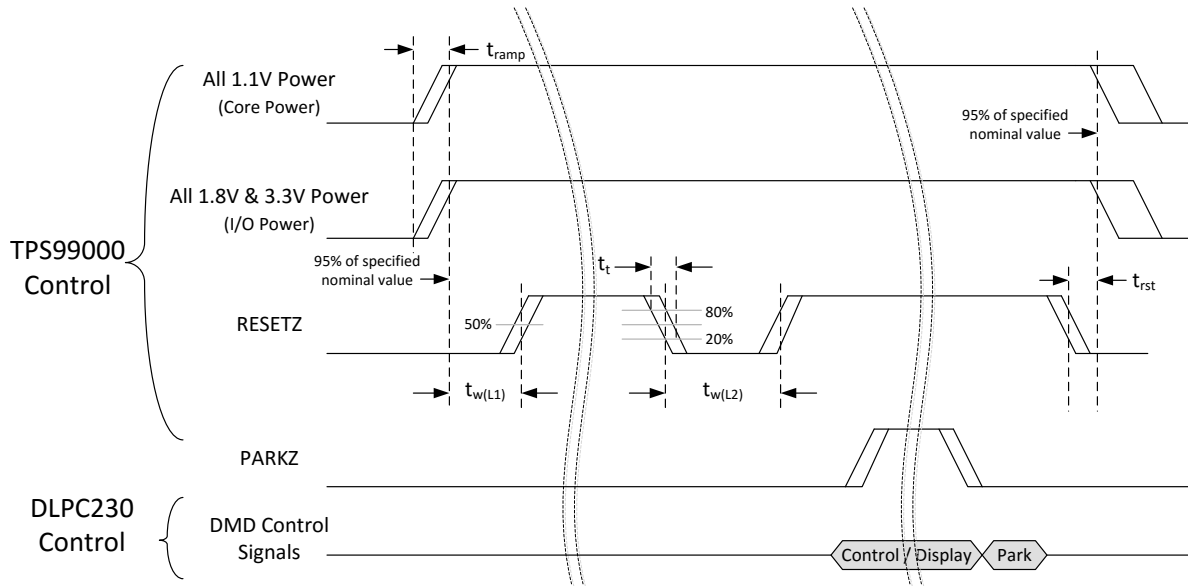 t_ramp
All 1.1V Power
(Core Power)
95% of specified
nominal value
All 1.8V & 3.3V Power
(I/O Power)
TPS99000
Control
95% of specified
nominal value
t_t
t_rst
RESETZ
50%
80%
20%
t_w(L1)
t_w(L2)
PARKZ
DLPC230
Control
DMD Control
Signals
Control / Display
Park